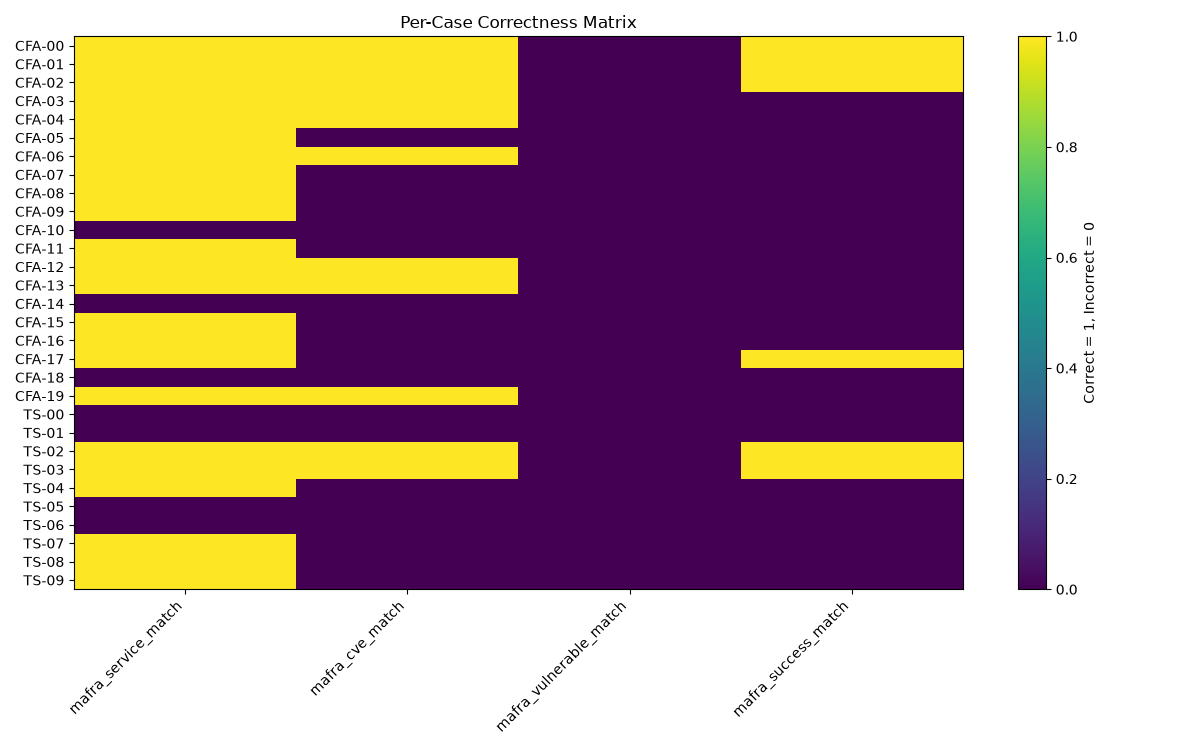 Per-Case Correctness Matrix
CFA-00
CFA-01
CFA-02
CFA-03
CFA-04
CFA-05
CFA-06
CFA-07
CFA-08
CFA-09
CFA-10
CFA-11
CFA-12
CFA-13
CFA-14
CFA-15
CFA-16
CFA-17
CFA-18
CFA-19
TS-00
TS-01
TS-02
TS-03
TS-04
TS-05
TS-06
TS-07
TS-08
TS-09
mafra_service_match
mafra_cve_match
mafra_vulnerable_match
mafra_success_match
1.0
0.8
0.6
0.4
0.2
0.0
Correct = 1, Incorrect = 0